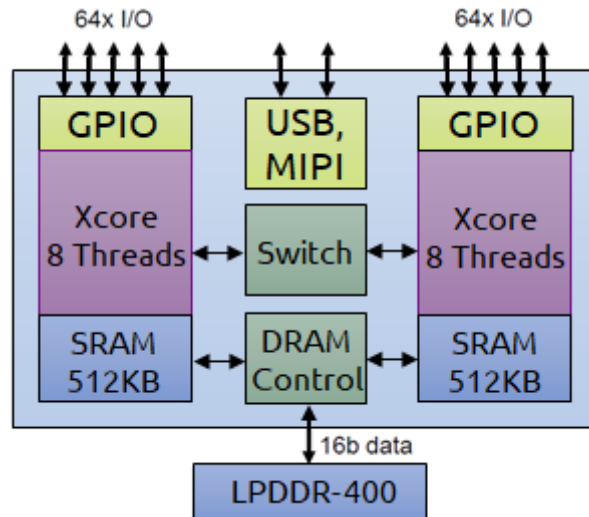 64x I/O
64x I/O
GPIO
USB,
MIPI
GPIO
Xcore
8 Threads
Switch
Xcore
8 Threads
SRAM
512KB
DRAM
Control
SRAM
512KB
16b data
LPDDR-400